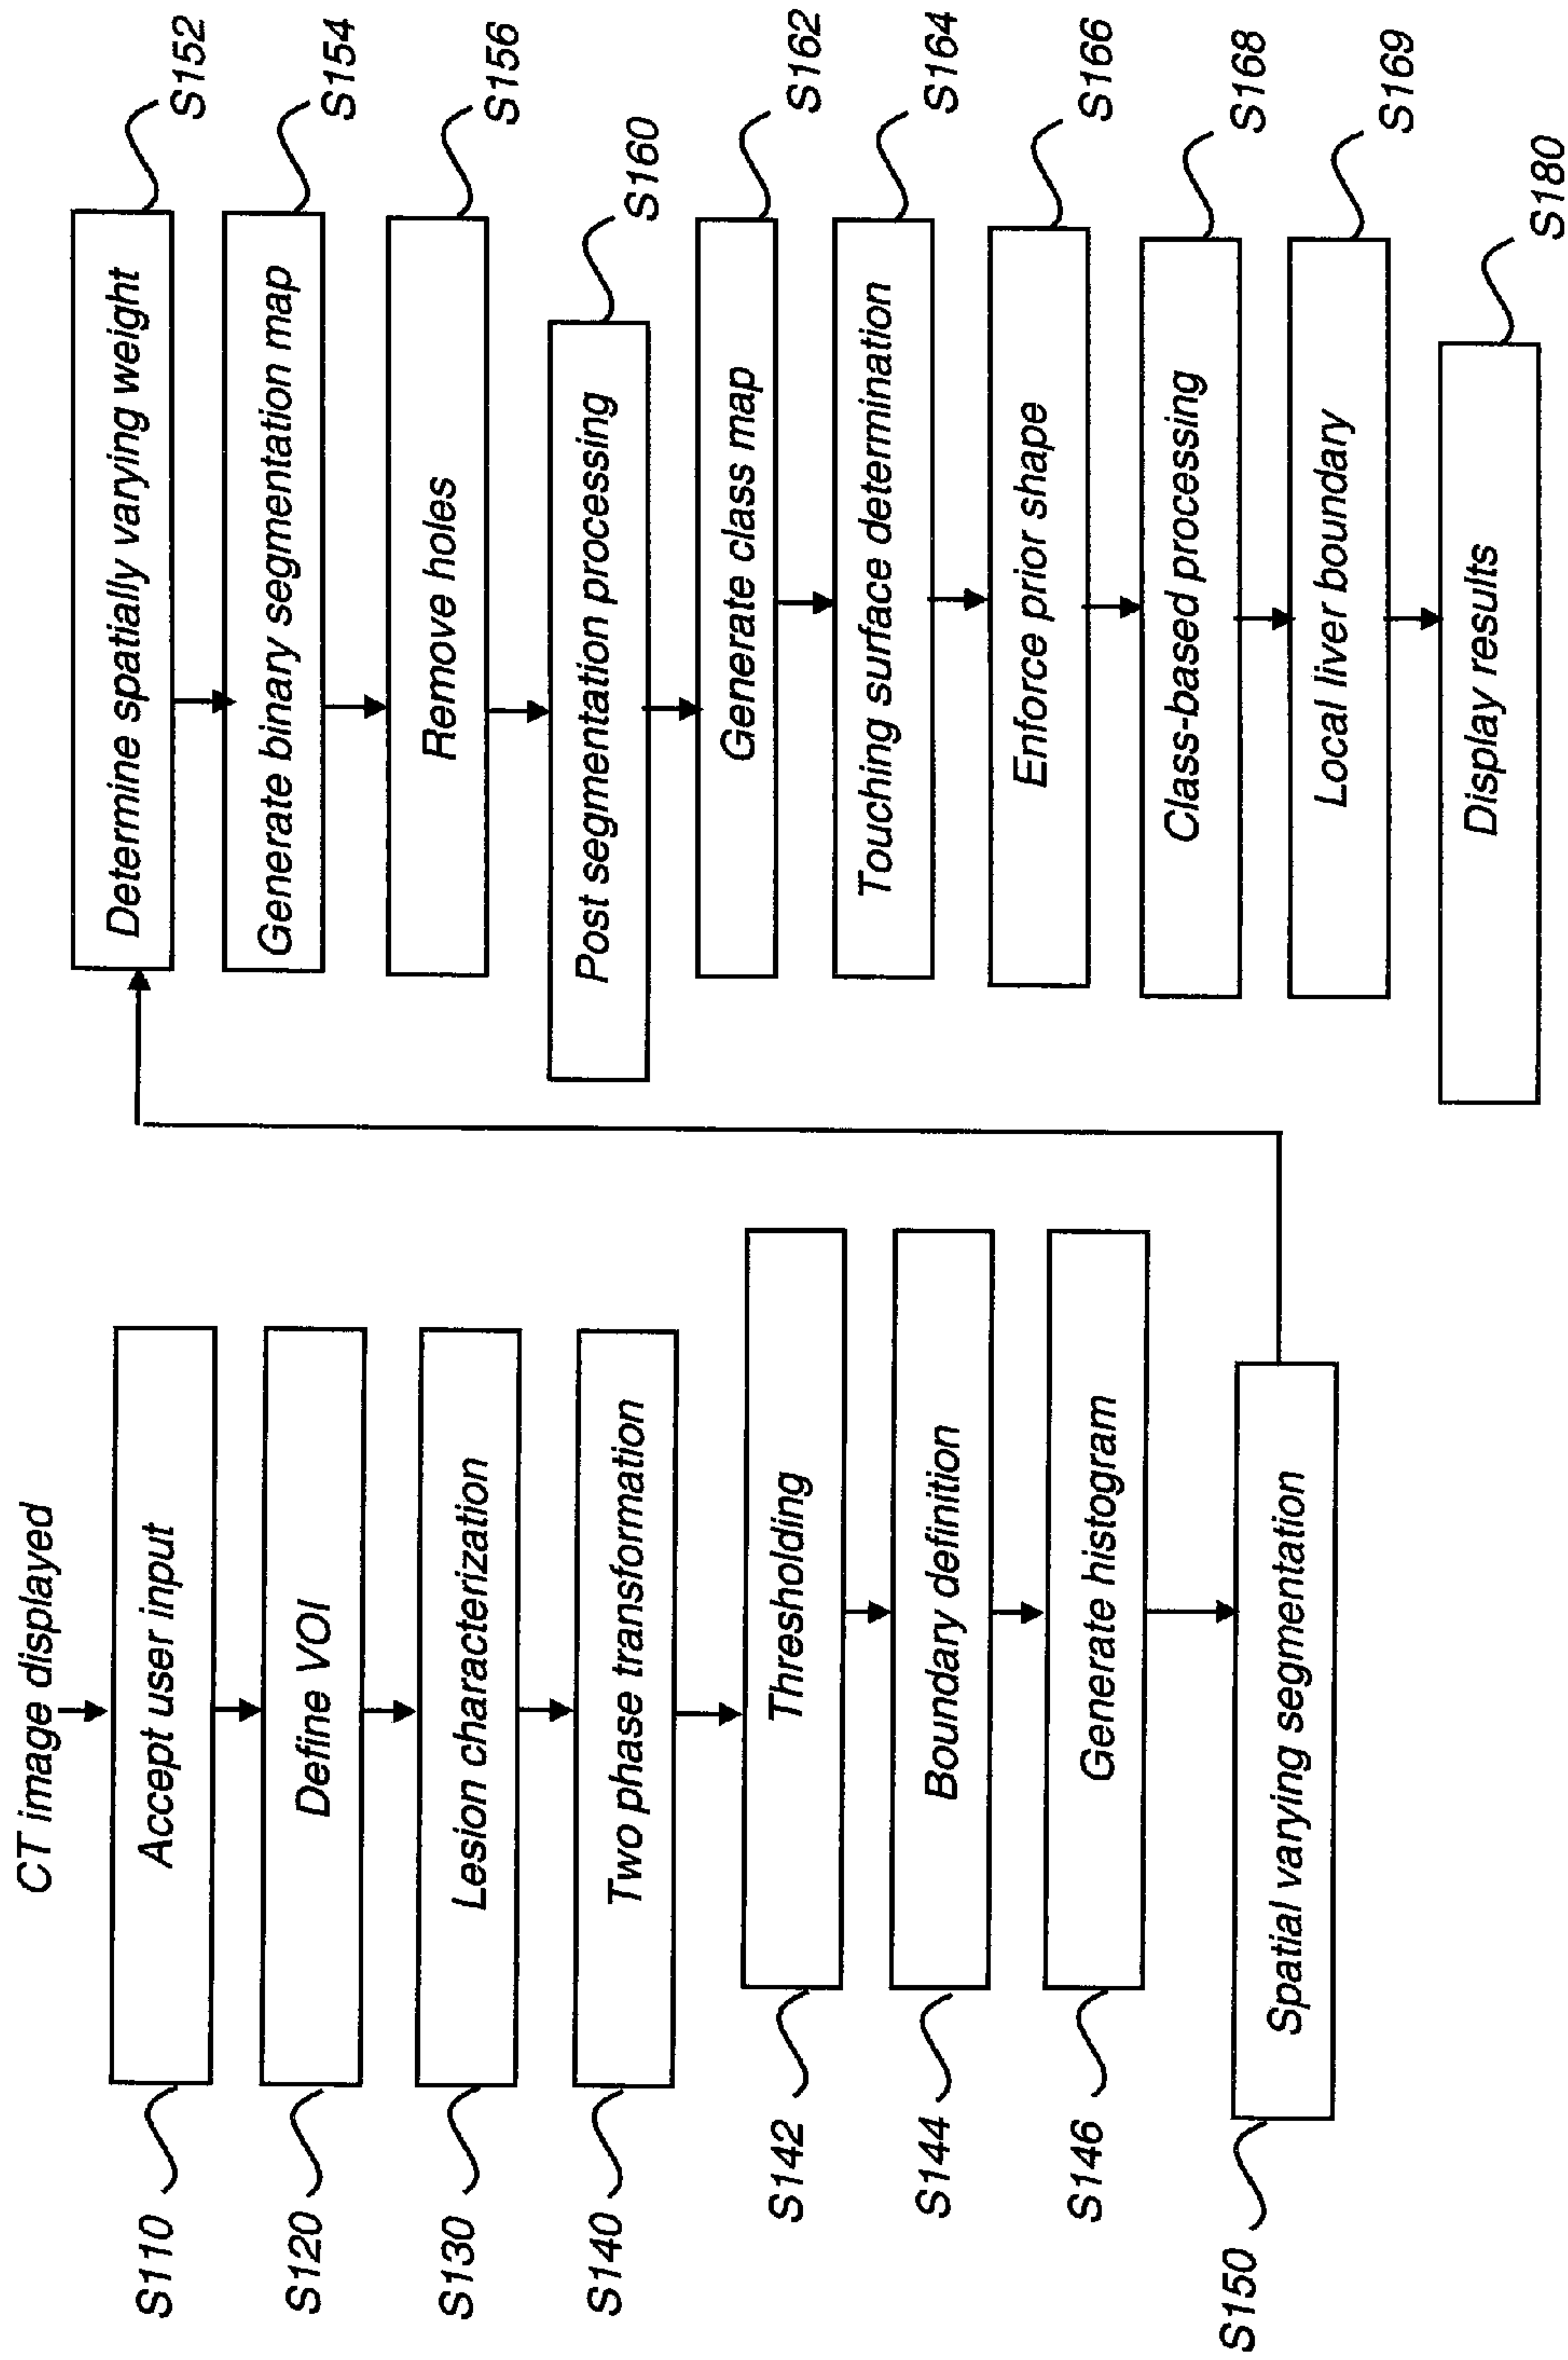 CT image displayed
Accept user input
S110
Define VOI
S120
Lesion characterization
S130
Two phase transformation
S140
Thresholding
S142
Boundary definition
S144
Generate histogram
S146
Spatial varying segmentation
S150
Determine spatially varying weight
S152
Generate binary segmentation map
S154
Remove holes
S156
Post segmentation processing
S160
Generate class map
S162
Touching surface determination
S164
Enforce prior shape
S166
Class-based processing
S168
Local liver boundary
S169
Display results
S180